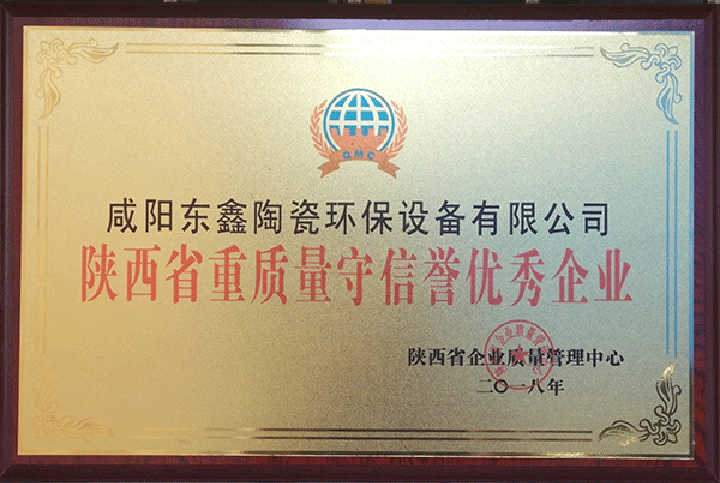 QMC
咸阳东鑫陶瓷环保设备有限公司
陕西省重质量守信誉优秀企业
陕西省企业质量管理中心
二〇一八年